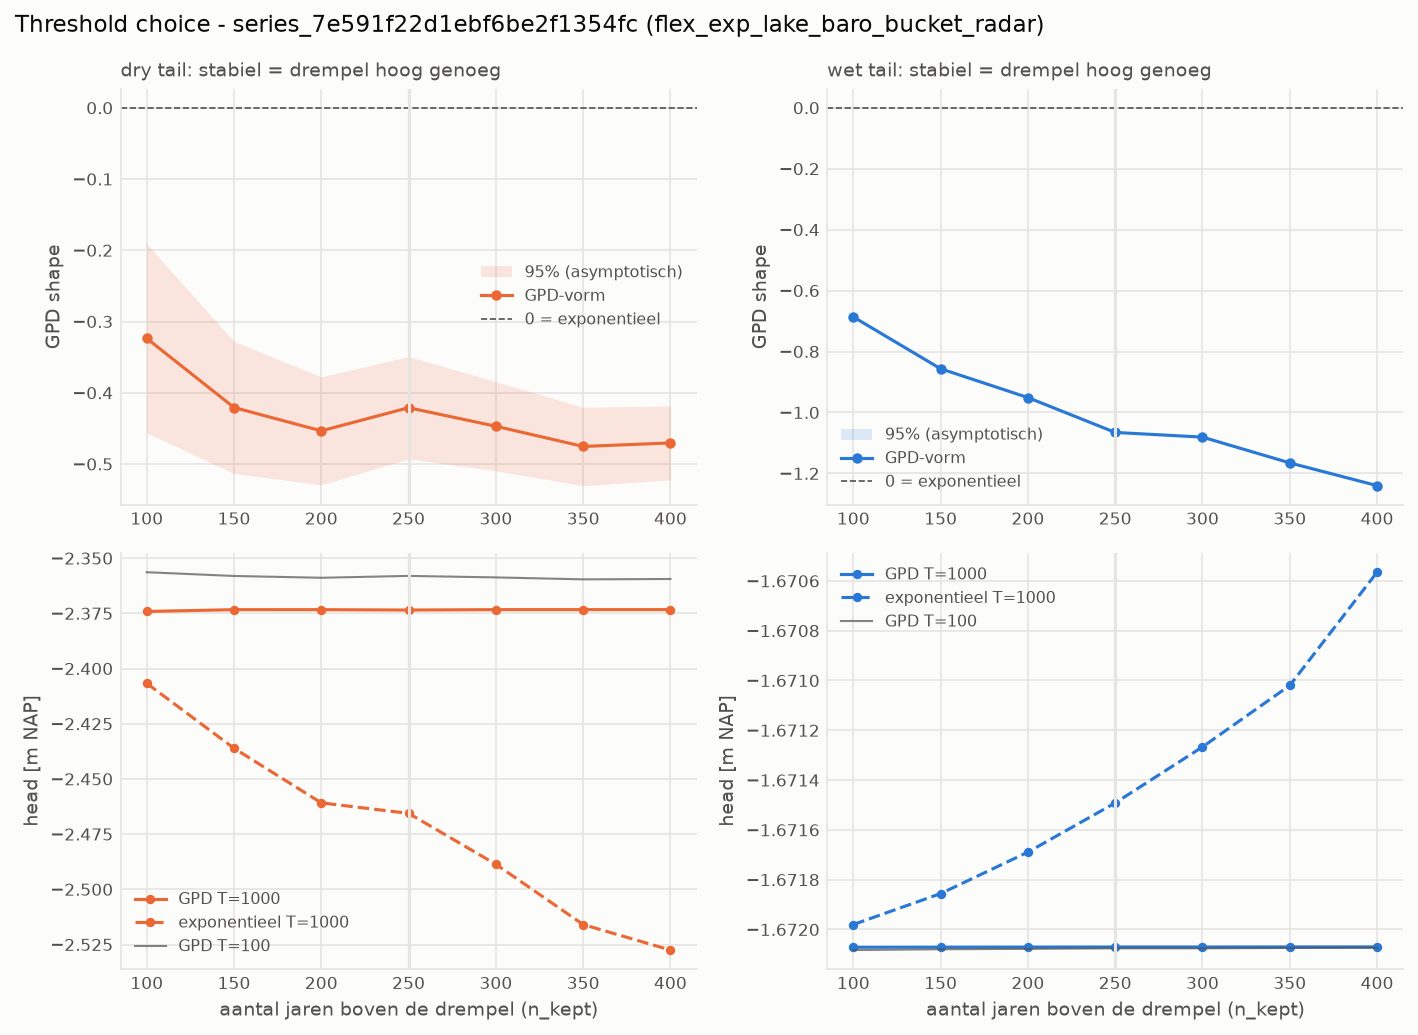 Threshold choice - series_7e591f22d1ebf6be2f1354fc (flex_exp_lake_baro_bucket_radar)
dry tail: stabiel = drempel hoog genoeg
0.0
−0.1
−0.2
−0.3
−0.4
−0.5
GPD shape
95% (asymptotisch)
GPD-vorm
0 = exponentieel
100 150 200 250 300 350 400
wet tail: stabiel = drempel hoog genoeg
0.0
−0.2
−0.4
−0.6
−0.8
−1.0
−1.2
GPD shape
95% (asymptotisch)
GPD-vorm
0 = exponentieel
100 150 200 250 300 350 400
−2.350
−2.375
−2.400
−2.425
−2.450
−2.475
−2.500
−2.525
head [m NAP]
GPD T=1000
exponentieel T=1000
GPD T=100
100 150 200 250 300 350 400
aantal jaren boven de drempel (n_kept)
−1.6706
−1.6708
−1.6710
−1.6712
−1.6714
−1.6716
−1.6718
−1.6720
head [m NAP]
GPD T=1000
exponentieel T=1000
GPD T=100
100 150 200 250 300 350 400
aantal jaren boven de drempel (n_kept)